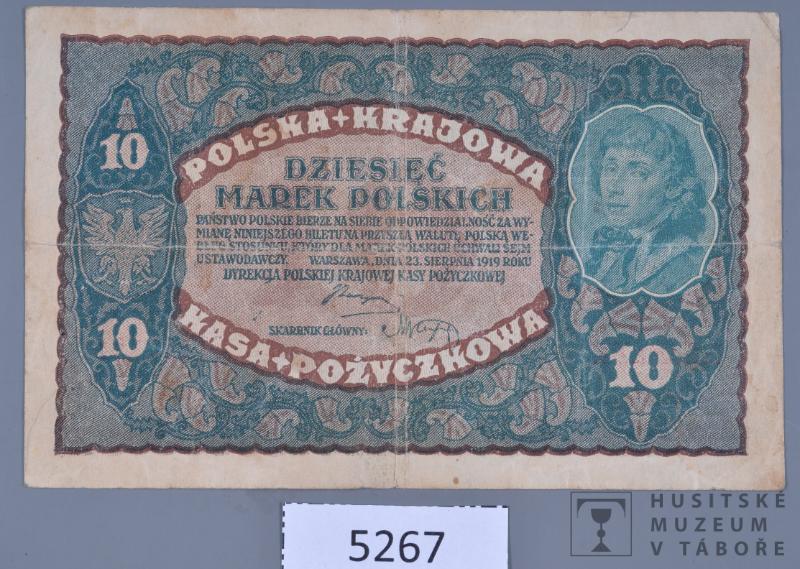 POLSKA + KRAJOWA
10
DZIESIĘĆ
MAREK POLSKICH
PAŃSTWO POLSKIE BIERZE NA SIEBIE ODPOWIEDZIALNOŚĆ ZA WY-
MIANĘ NINIEJSZEGO BILETU NA PRZYSZŁĄ WALUTĘ POLSKĄ WE-
DŁUG STOSUNKU, KTÓRY DLA MAREK POLSKICH UCHWALI SEJM
USTAWODAWCZY. WARSZAWA, DNIA 23. SIERPNIA 1919 ROKU
DYREKCJA POLSKIEJ KRAJOWEJ KASY POŻYCZKOWEJ
SKARBNIK GŁÓWNY:
10
KASA + POŻYCZKOWA
10
5267
HUSITSKÉ
MUZEUM
V TÁBOŘE